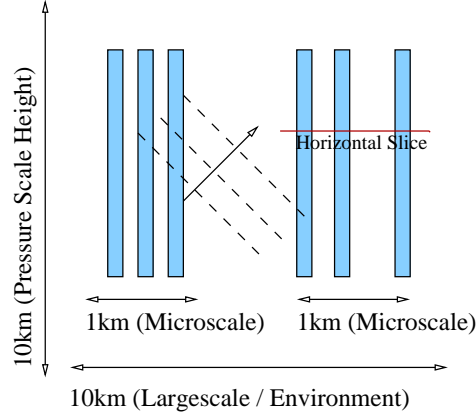 10km (Pressure Scale Height)
Horizontal Slice
1km (Microscale)
1km (Microscale)
10km (Largescale / Environment)